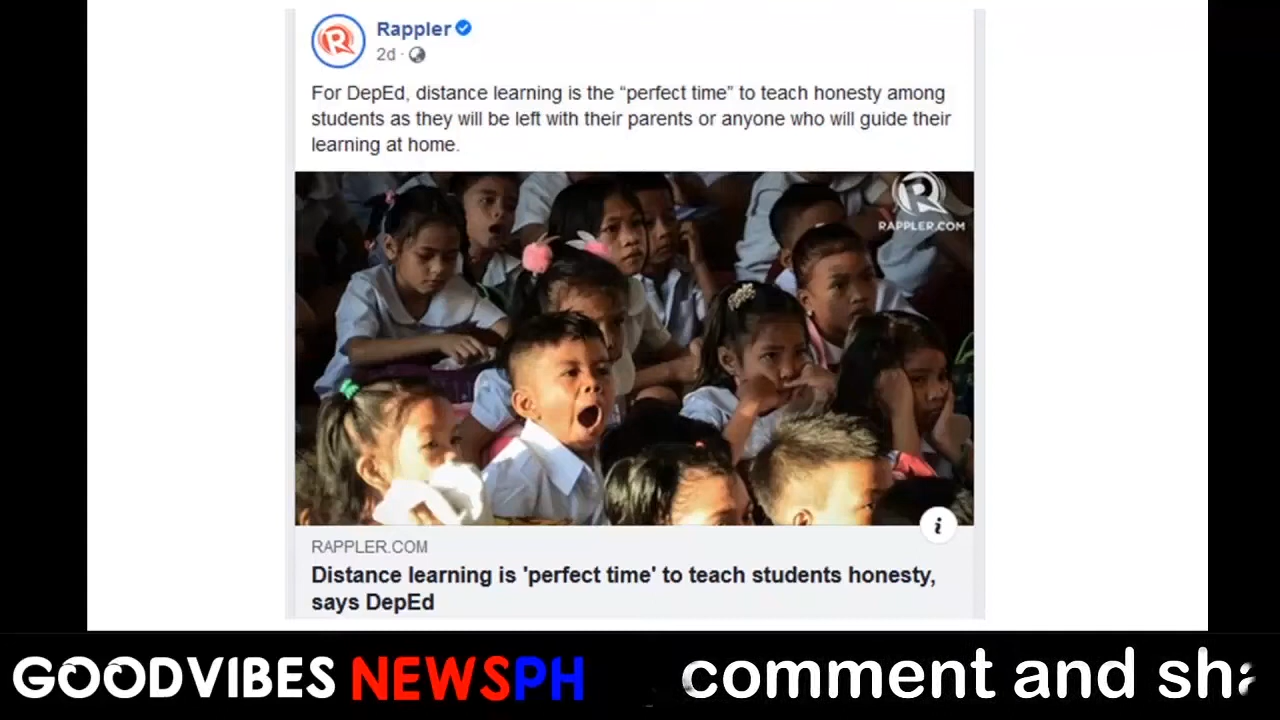 Rappler
2d ·
For DepEd, distance learning is the “perfect time” to teach honesty among
students as they will be left with their parents or anyone who will guide their
learning at home.
RAPPLER.COM
RAPPLER.COM
Distance learning is 'perfect time' to teach students honesty,
says DepEd
GOODVIBES NEWSPH
comment and sha